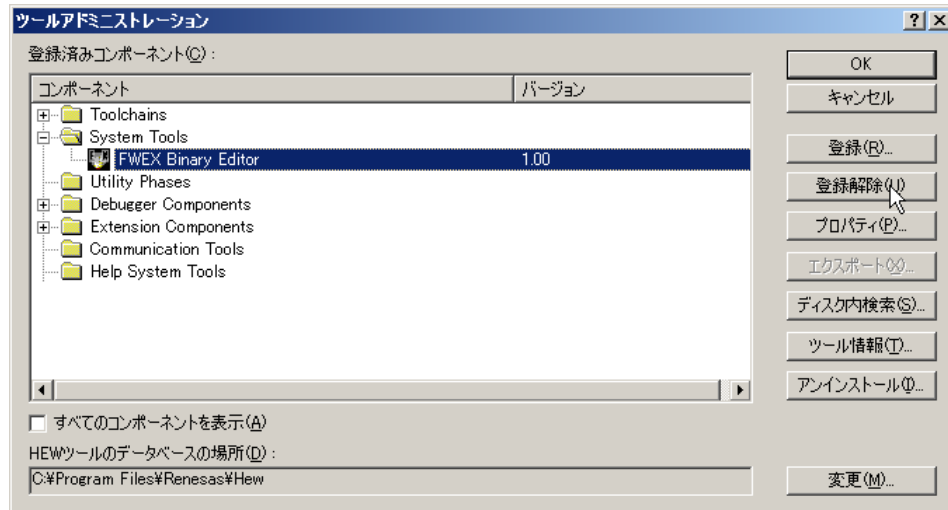 ツールアドミニストレーション
登録済みコンポーネント(C) :
コンポーネント バージョン
Toolchains
System Tools
FWEX Binary Editor 1.00
Utility Phases
Debugger Components
Extension Components
Communication Tools
Help System Tools
すべてのコンポーネントを表示(A)
HEWツールのデータベースの場所(D) :
C:¥Program Files¥Renesas¥Hew
OK
キャンセル
登録(R)...
登録解除(U)
プロパティ(P)...
エクスポート(X)...
ディスク内検索(S)...
ツール情報(T)...
アンインストール(I)...
変更(M)...